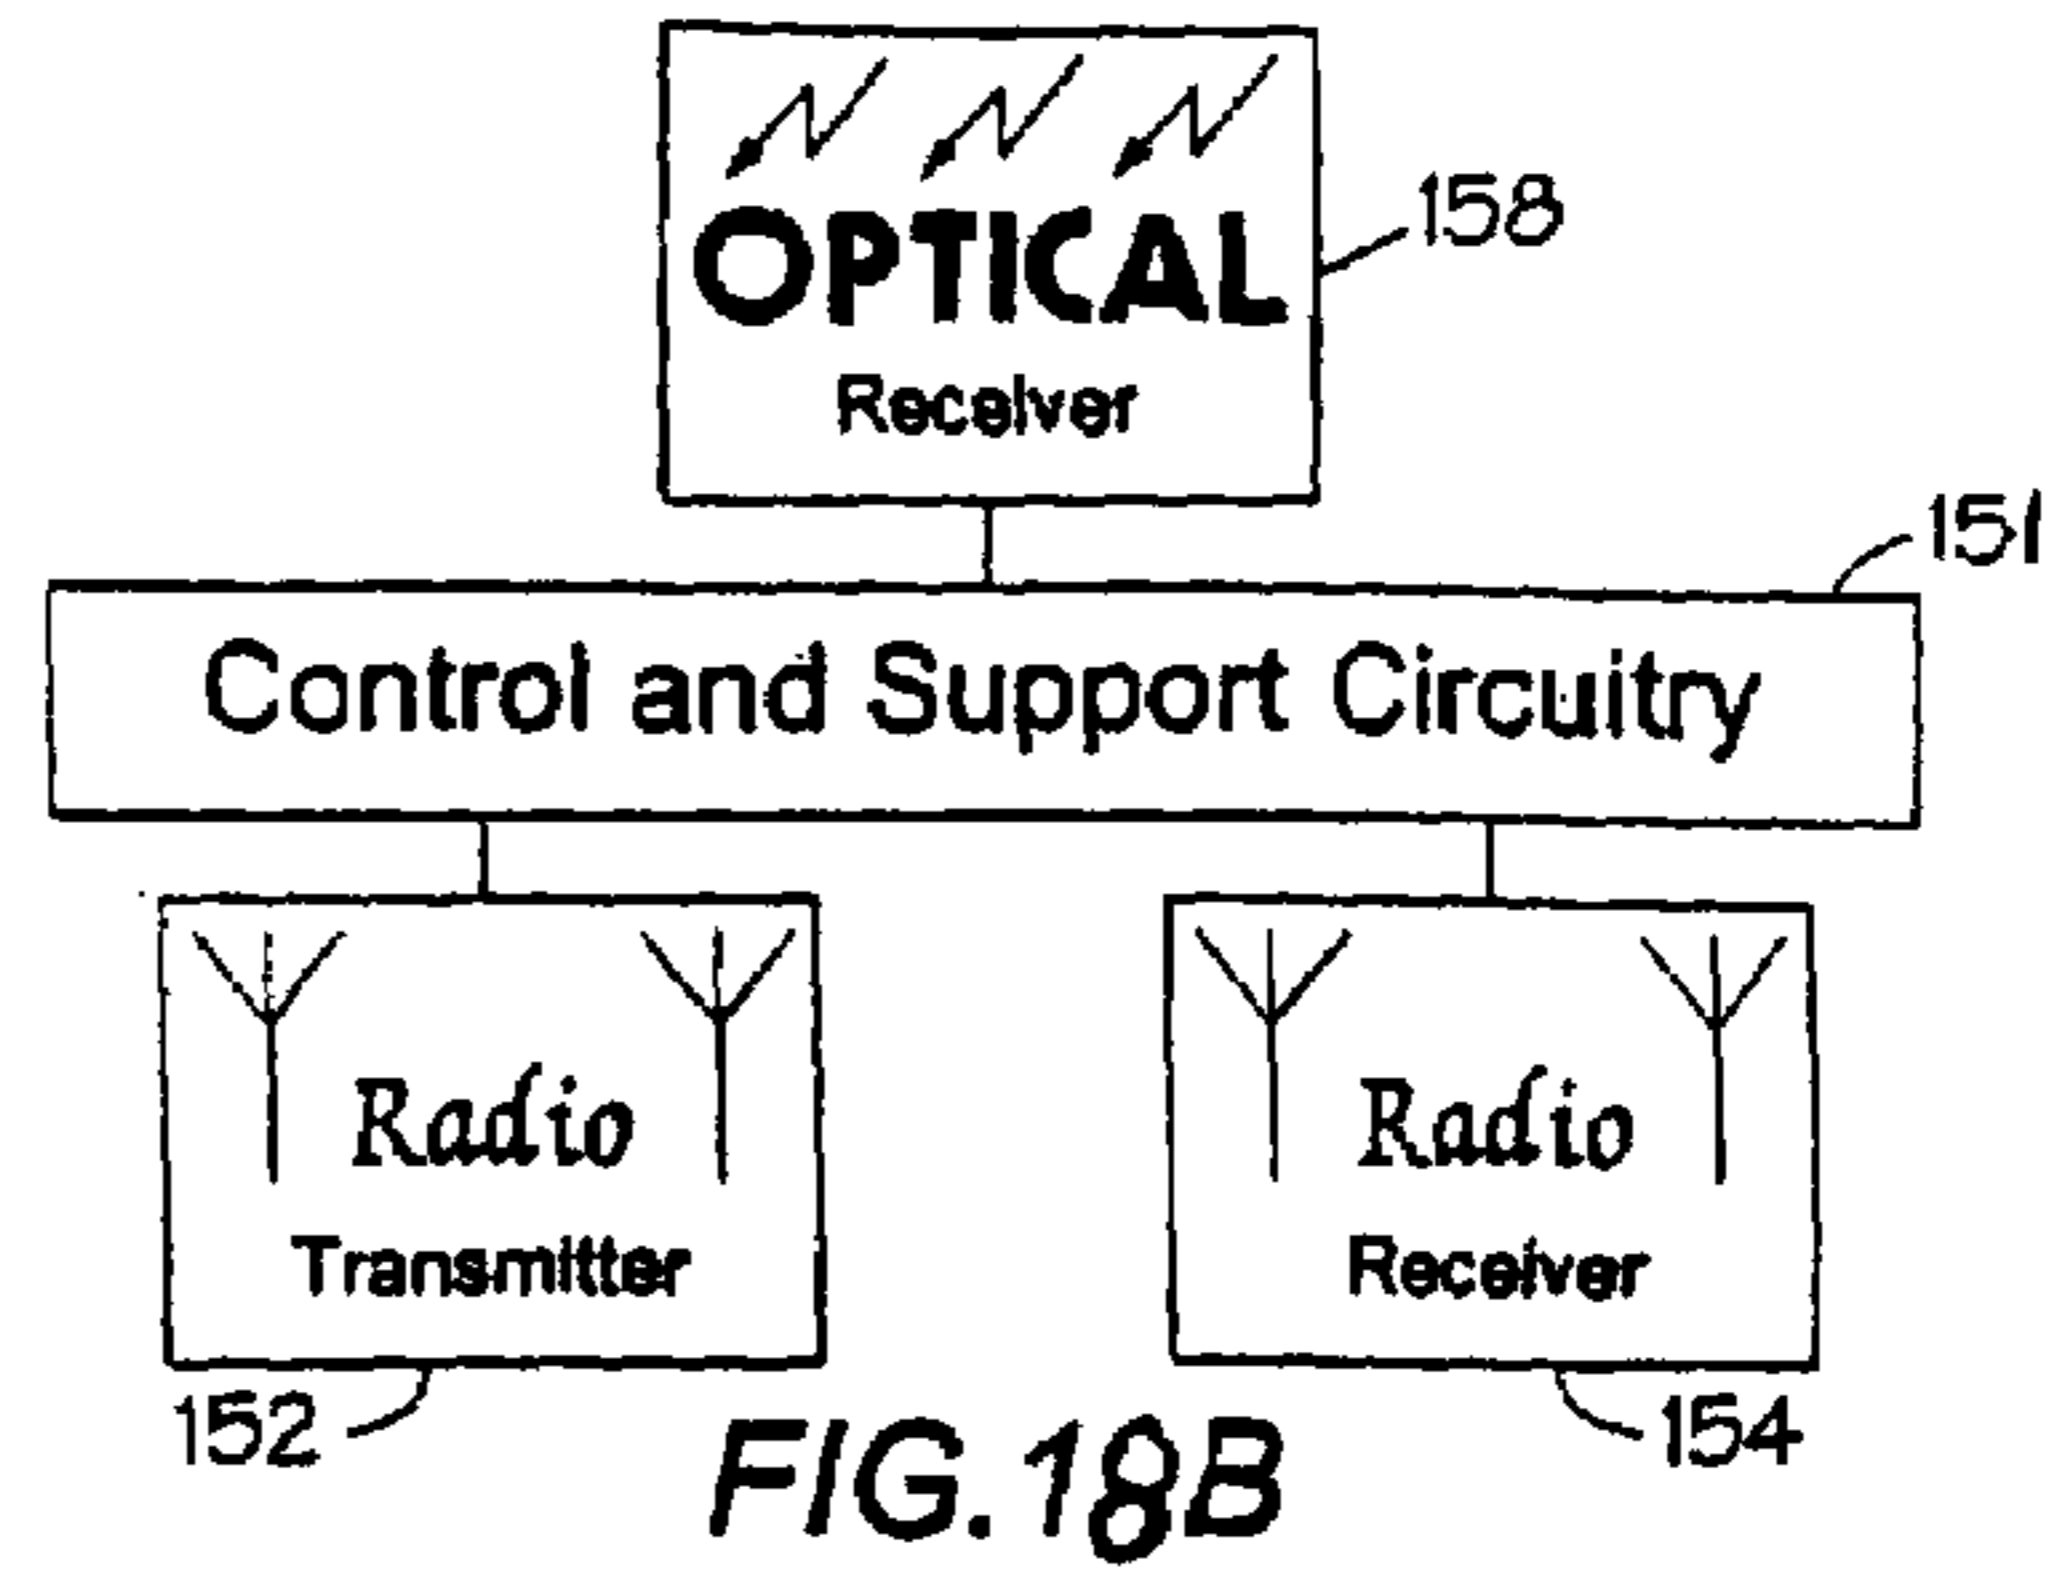 OPTICAL
Receiver
158
151
Control and Support Circuitry
Radio
Transmitter
Radio
Receiver
152
154
FIG.18B